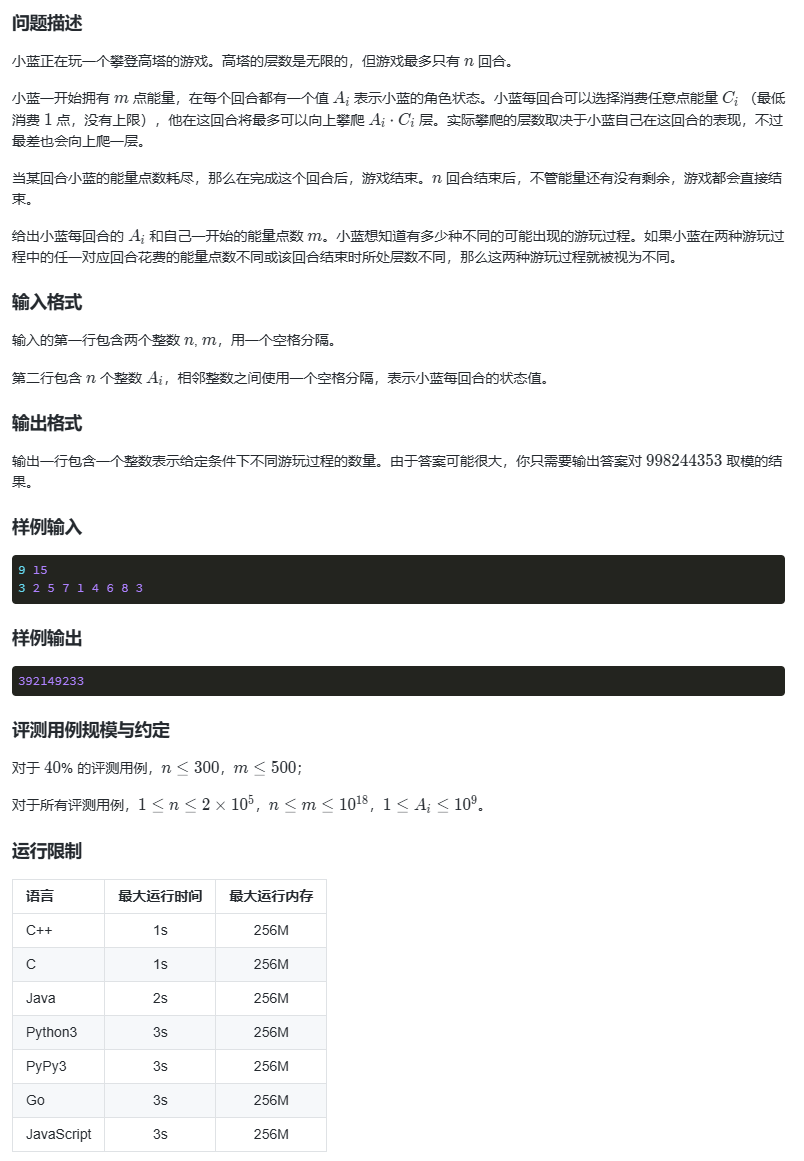 问题描述
小蓝正在玩一个攀登高塔的游戏。高塔的层数是无限的，但游戏最多只有 n 回合。
小蓝一开始拥有 m 点能量，在每个回合都有一个值 A_i 表示小蓝的角色状态。小蓝每回合可以选择消费任意点能量 C_i （最低
消费 1 点，没有上限），他在这回合将最多可以向上攀爬 A_i · C_i 层。实际攀爬的层数取决于小蓝自己在这回合的表现，不过
最差也会向上爬一层。
当某回合小蓝的能量点数耗尽，那么在完成这个回合后，游戏结束。n 回合结束后，不管能量还有没有剩余，游戏都会直接结
束。
给出小蓝每回合的 A_i 和自己一开始的能量点数 m。小蓝想知道有多少种不同的可能出现的游玩过程。如果小蓝在两种游玩过
程中的任一对应回合花费的能量点数不同或该回合结束时所处层数不同，那么这两种游玩过程就被视为不同。
输入格式
输入的第一行包含两个整数 n, m，用一个空格分隔。
第二行包含 n 个整数 A_i，相邻整数之间使用一个空格分隔，表示小蓝每回合的状态值。
输出格式
输出一行包含一个整数表示给定条件下不同游玩过程的数量。由于答案可能很大，你只需要输出答案对 998244353 取模的结
果。
样例输入
9 15
3 2 5 7 1 4 6 8 3
样例输出
392149233
评测用例规模与约定
对于 40% 的评测用例，n ≤ 300，m ≤ 500；
对于所有评测用例，1 ≤ n ≤ 2 × 10^5，n ≤ m ≤ 10^18，1 ≤ A_i ≤ 10^9。
运行限制
语言 最大运行时间 最大运行内存
C++ 1s 256M
C 1s 256M
Java 2s 256M
Python3 3s 256M
PyPy3 3s 256M
Go 3s 256M
JavaScript 3s 256M